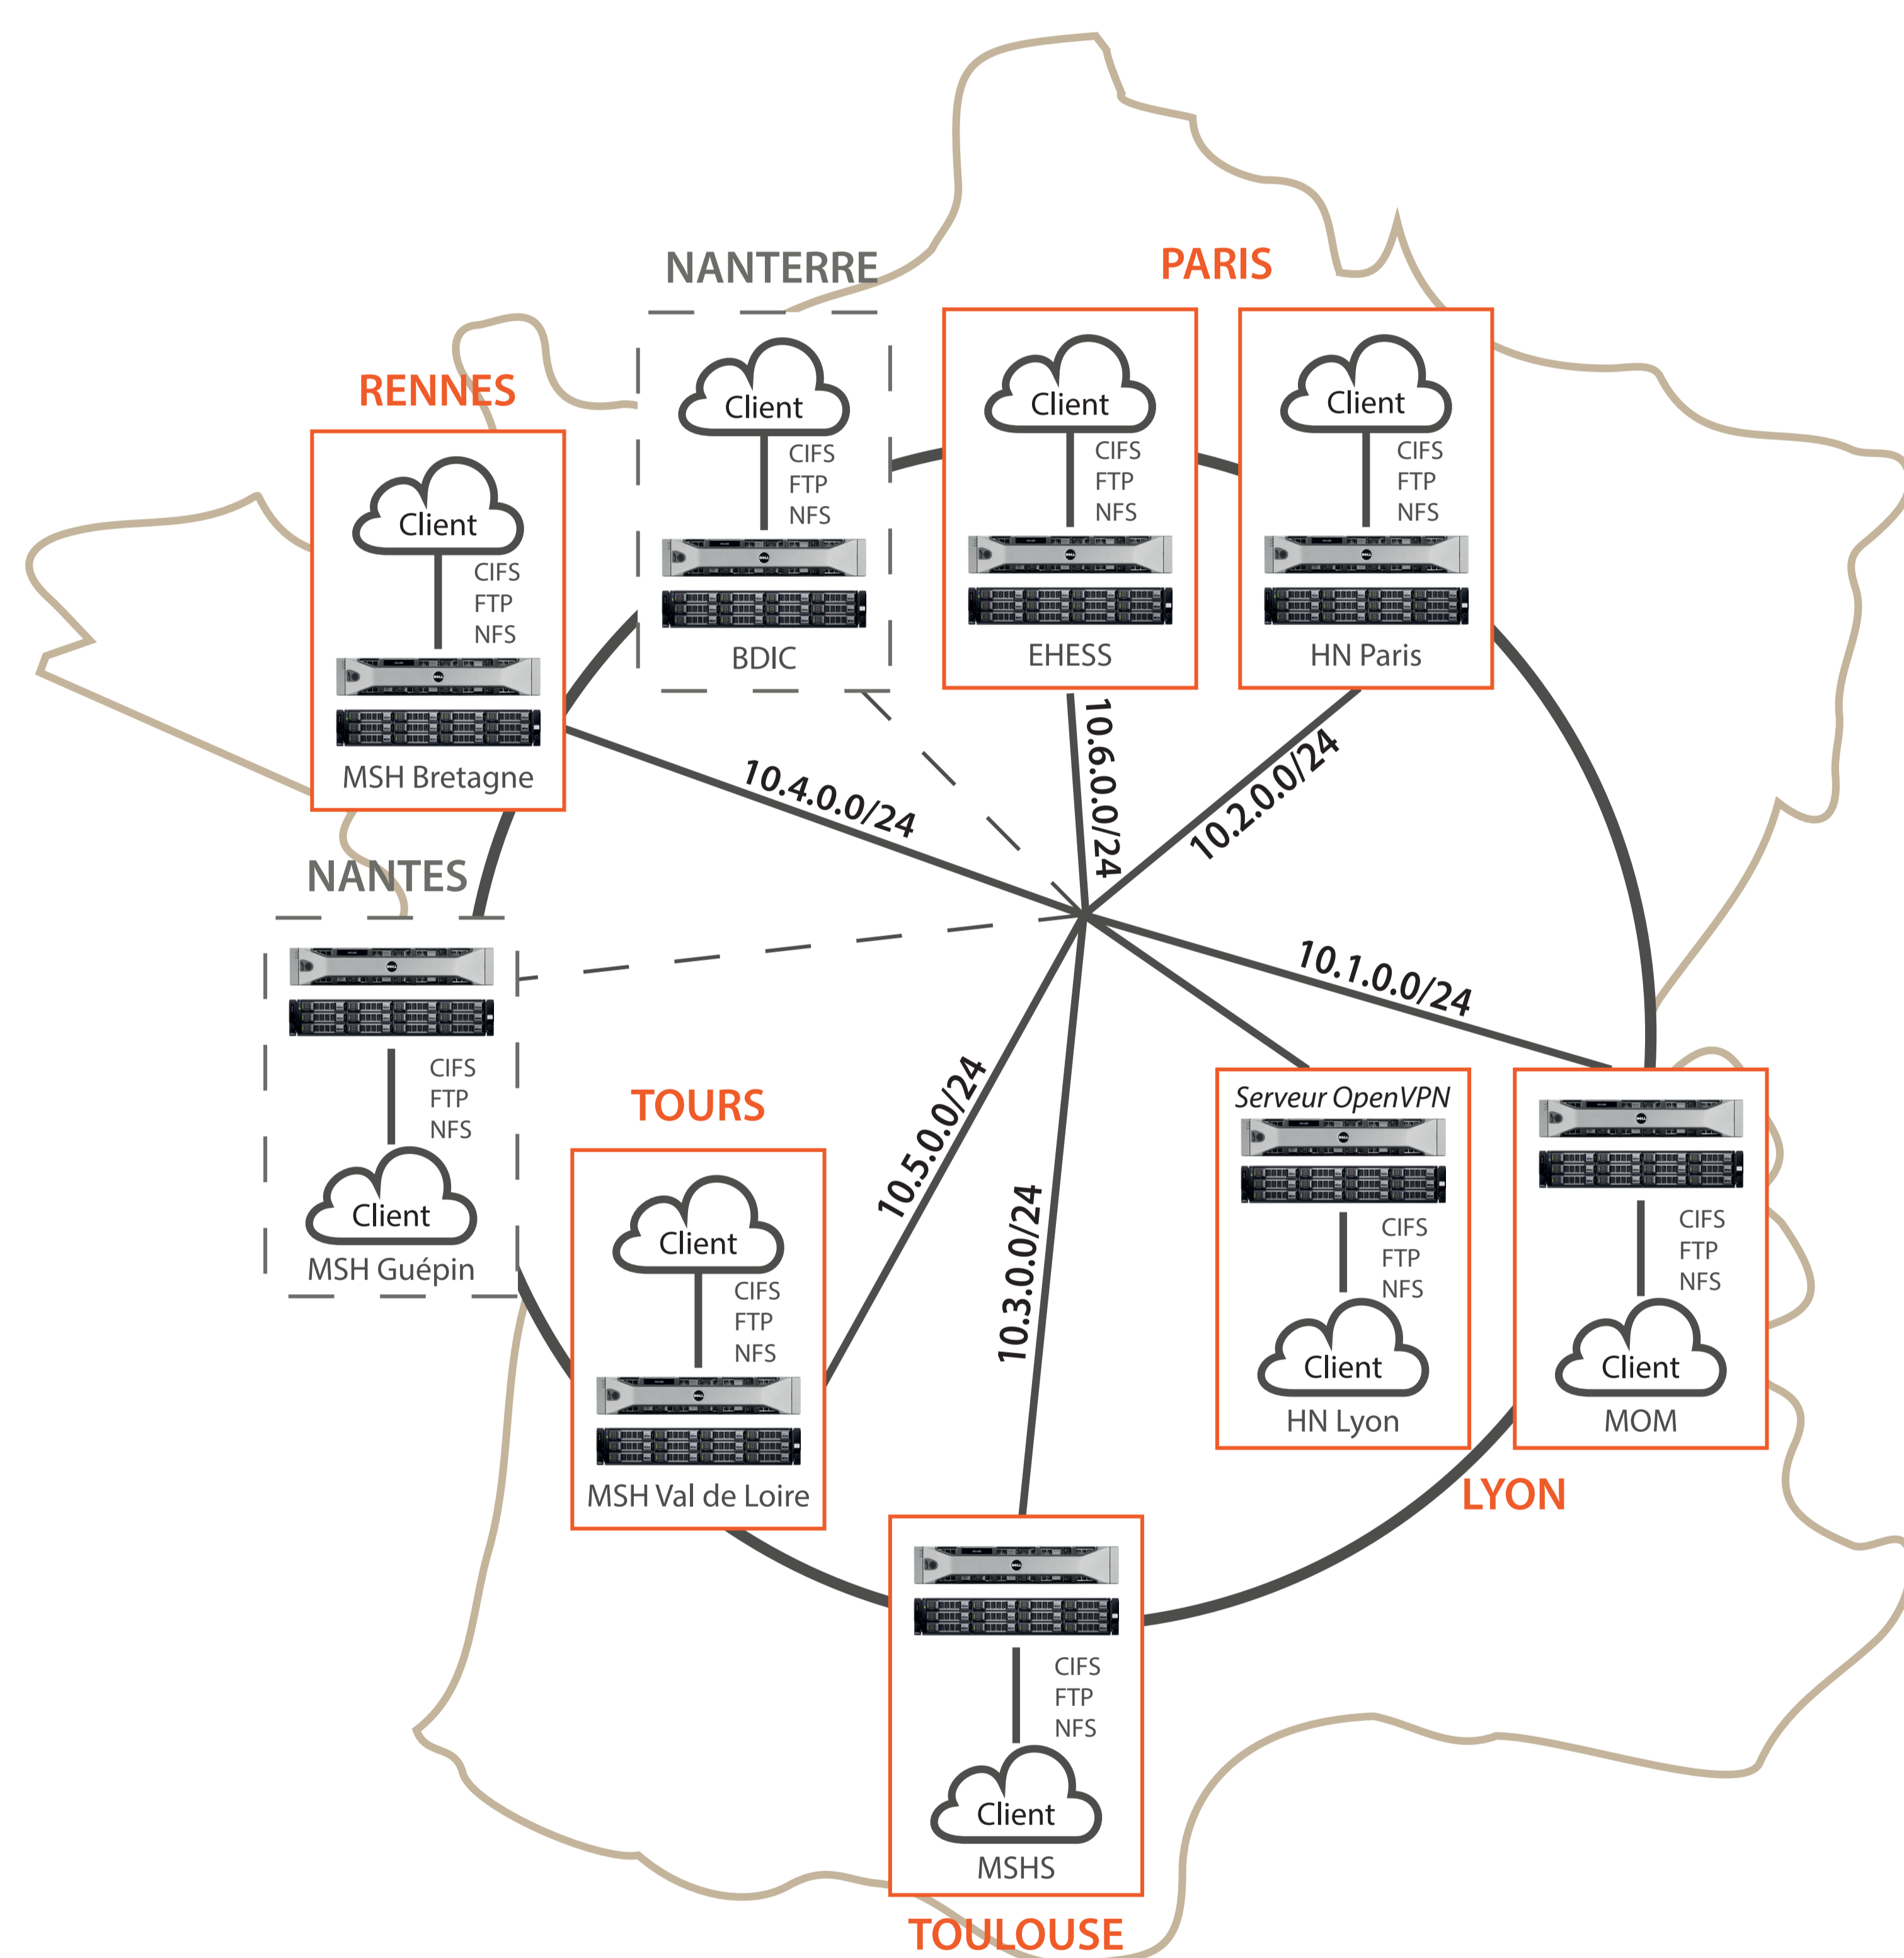 NANTERRE
PARIS
RENNES
Client
CIFS
FTP
NFS
BDIC
Client
CIFS
FTP
NFS
EHESS
Client
CIFS
FTP
NFS
HN Paris
Client
CIFS
FTP
NFS
MSH Bretagne
10.4.0.0/24
10.6.0.0/24
10.2.0.0/24
NANTES
CIFS
FTP
NFS
Client
MSH Guépin
10.1.0.0/24
10.5.0.0/24
10.3.0.0/24
TOURS
Client
CIFS
FTP
NFS
MSH Val de Loire
Serveur OpenVPN
CIFS
FTP
NFS
Client
HN Lyon
CIFS
FTP
NFS
Client
MOM
LYON
CIFS
FTP
NFS
Client
MSHS
TOULOUSE